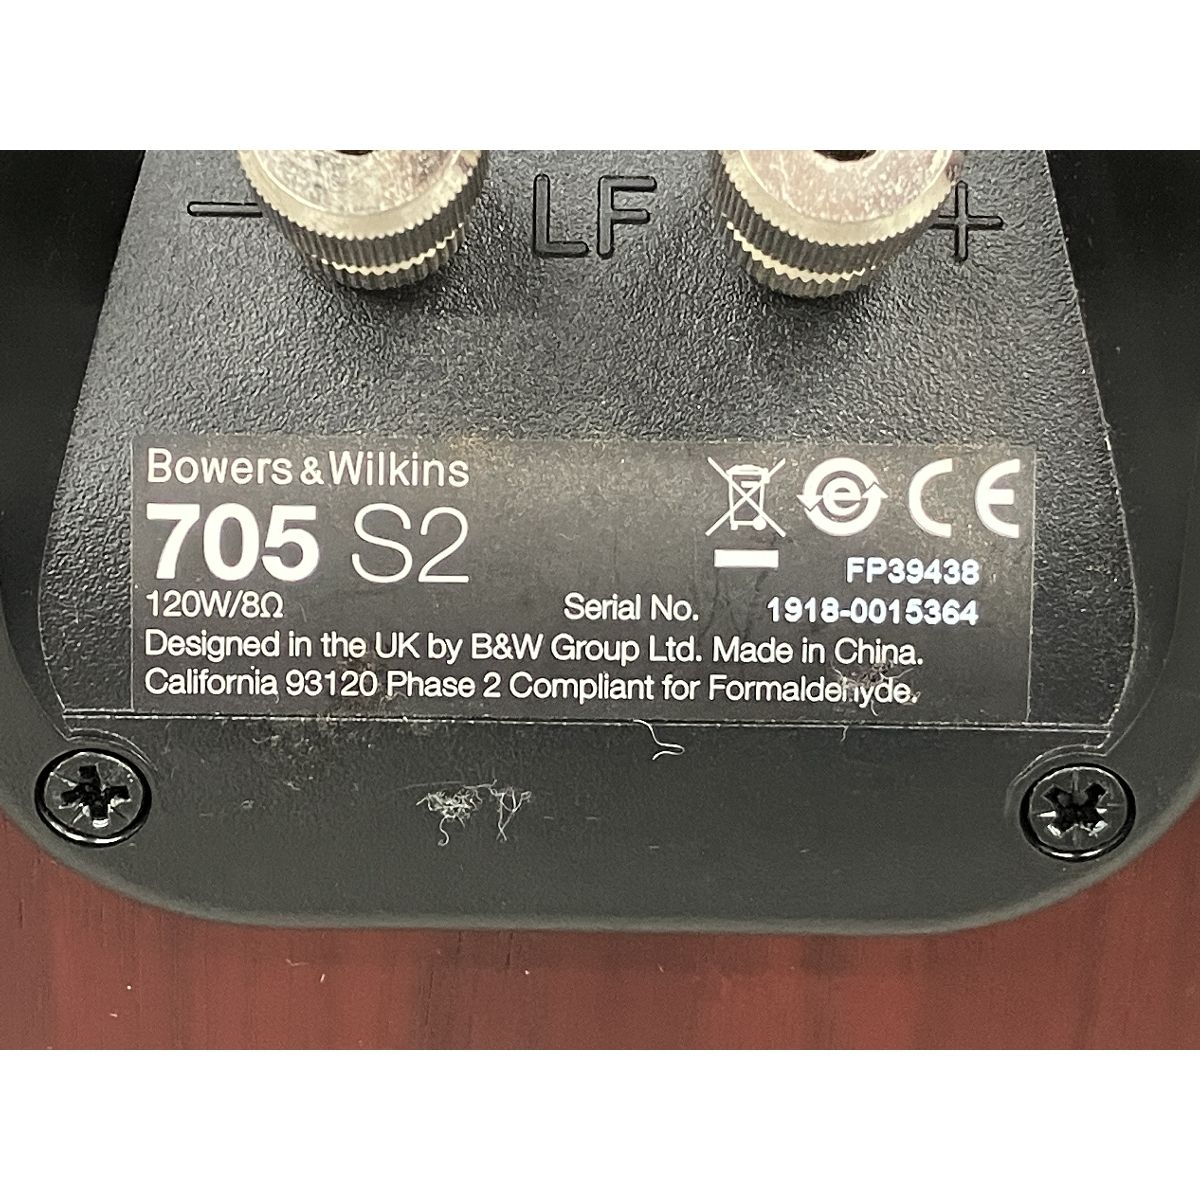 − LF +
Bowers & Wilkins
705 S2
120W/8Ω
CE
FP39438
Serial No. 1918-0015364
Designed in the UK by B&W Group Ltd. Made in China.
California 93120 Phase 2 Compliant for Formaldehyde.